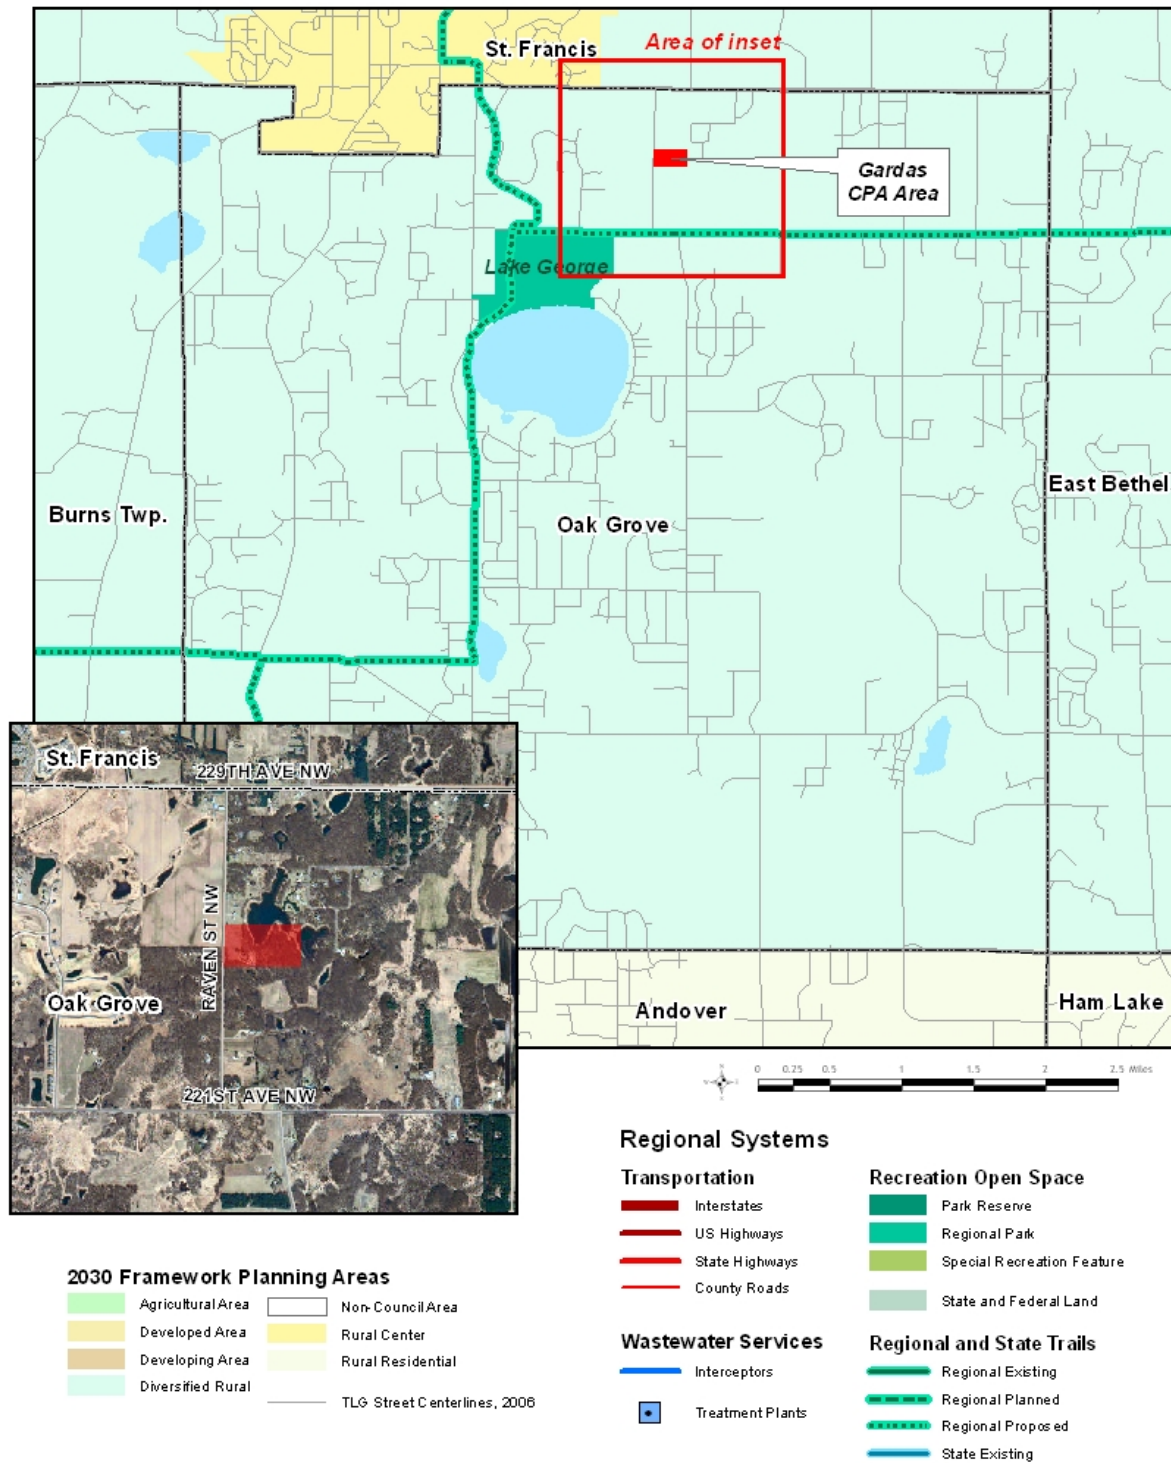 St. Francis
Area of inset
Gardas
CPA Area
Lake George
Burns Twp.
Oak Grove
East Bethel
St. Francis
229TH AVE NW
RAVEN ST NW
Oak Grove
221ST AVE NW
Andover
Ham Lake
N
0 0.25 0.5 1 1.5 2 2.5 Miles
Regional Systems
Transportation
Interstates
US Highways
State Highways
County Roads
Wastewater Services
Interceptors
Treatment Plants
Recreation Open Space
Park Reserve
Regional Park
Special Recreation Feature
State and Federal Land
Regional and State Trails
Regional Existing
Regional Planned
Regional Proposed
State Existing
2030 Framework Planning Areas
Agricultural Area
Developed Area
Developing Area
Diversified Rural
Non-Council Area
Rural Center
Rural Residential
TLG Street Centerlines, 2006